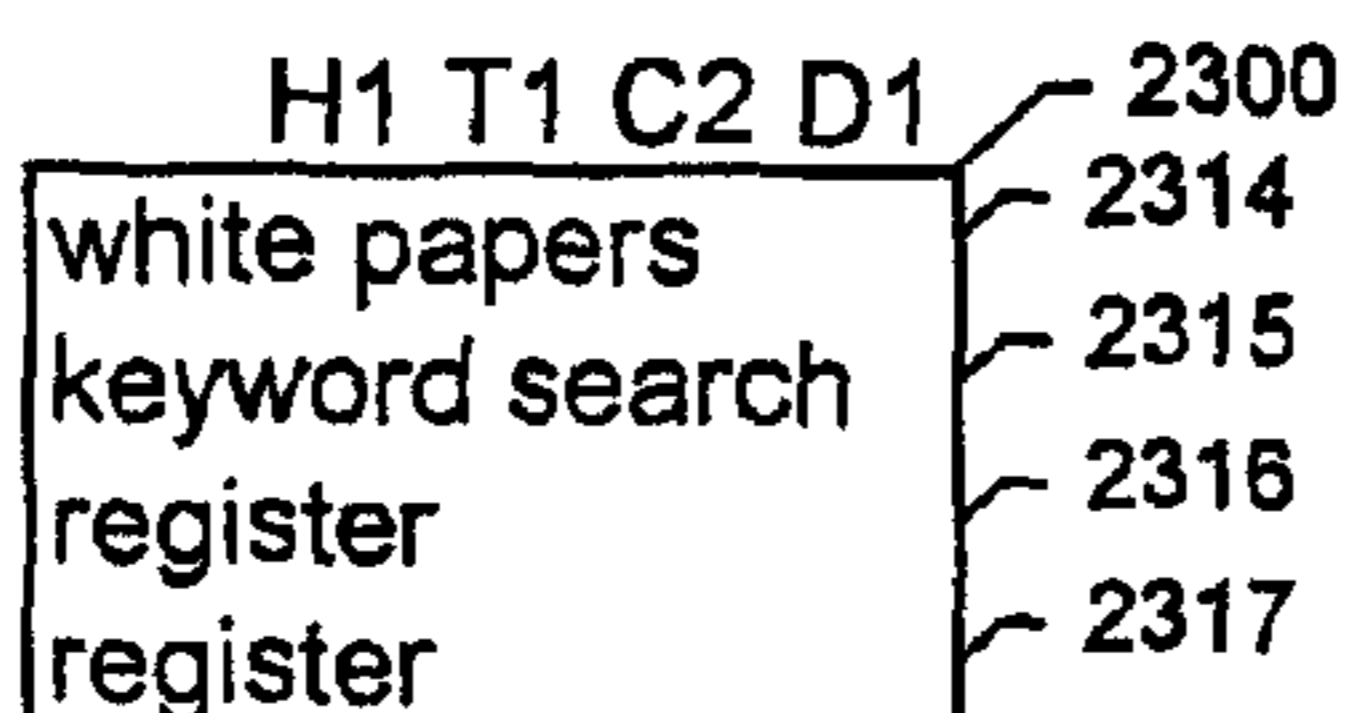 H1 T1 C2 D1 2300
white papers 2314
keyword search 2315
register 2316
register 2317